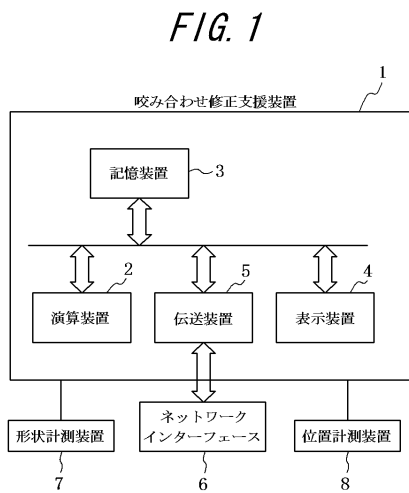 FIG. 1
1
咬み合わせ修正支援装置
記憶装置
3
2
5
4
演算装置
伝送装置
表示装置
形状計測装置
ネットワーク
インターフェース
位置計測装置
7
6
8